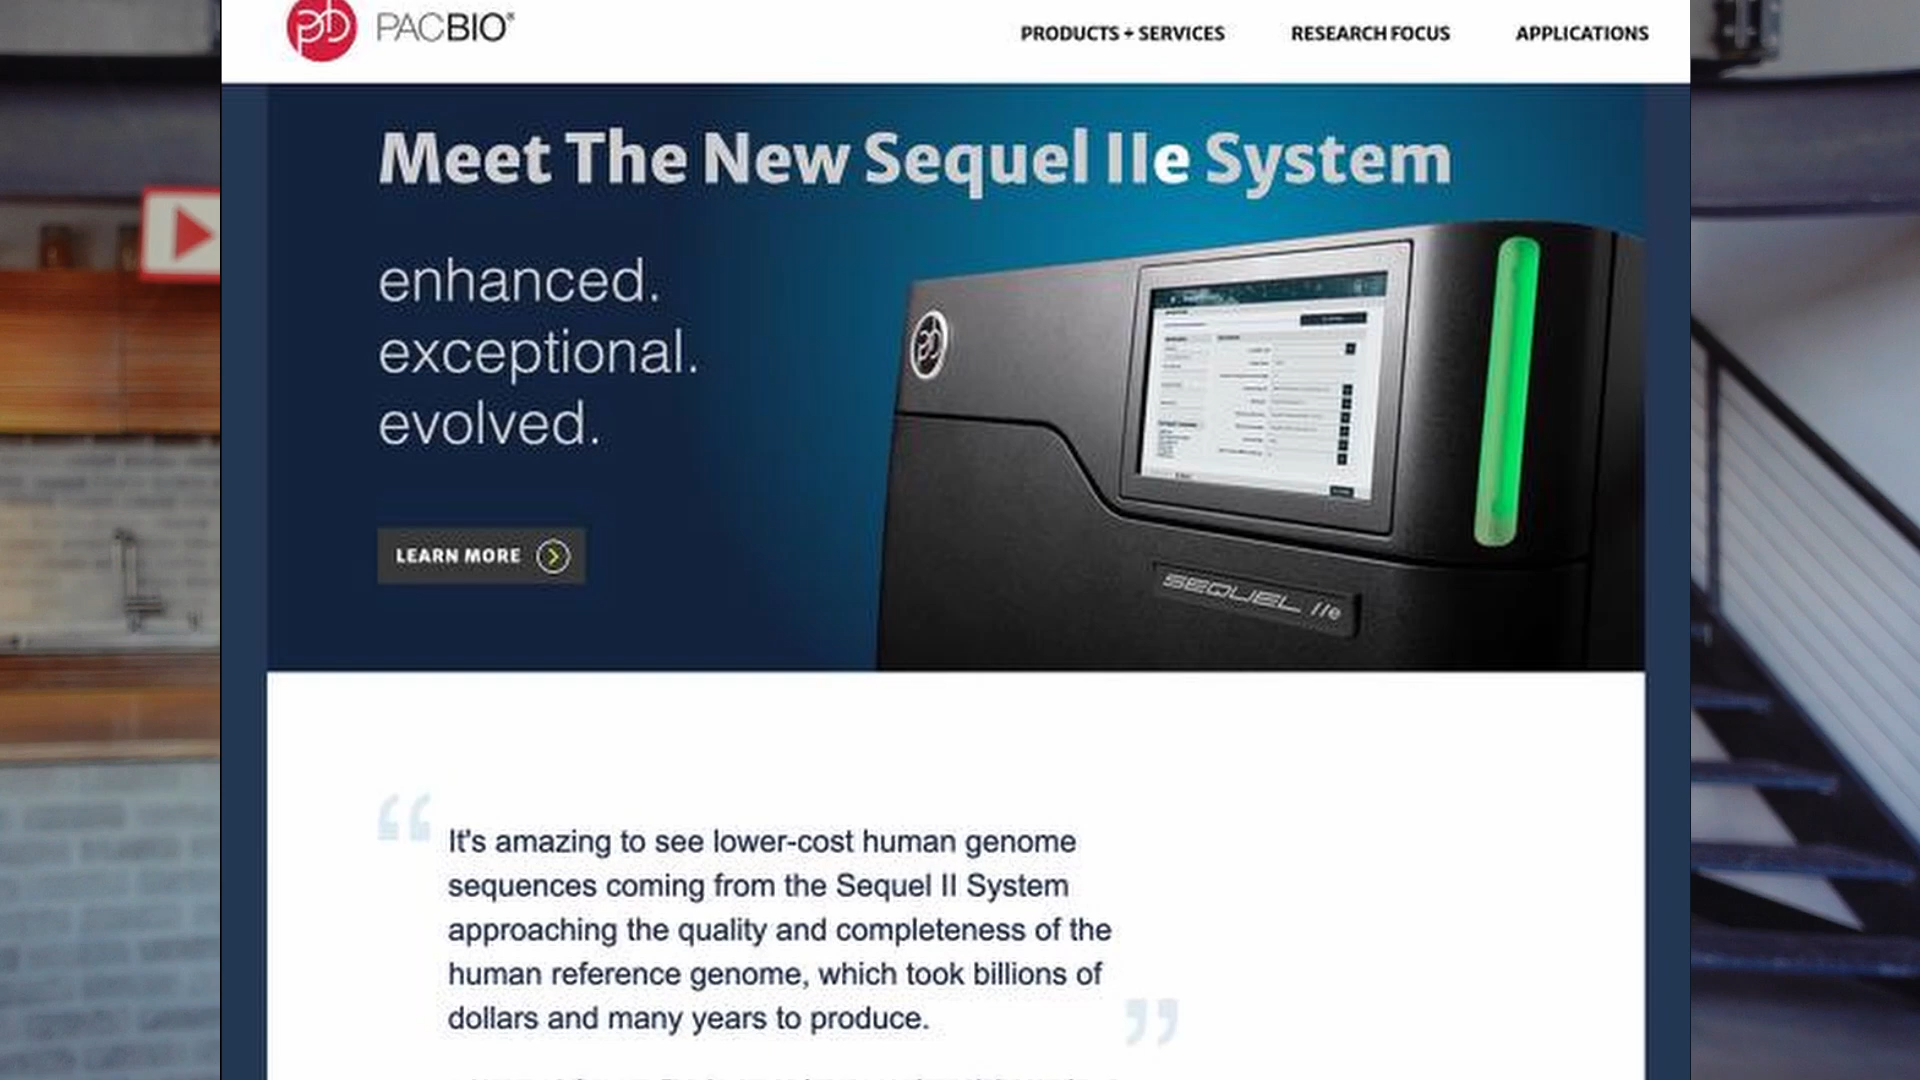 PACBIO®
PRODUCTS + SERVICES
RESEARCH FOCUS
APPLICATIONS
Meet The New Sequel IIe System
enhanced.
exceptional.
evolved.
LEARN MORE
SEQUEL IIe
“ It's amazing to see lower-cost human genome
sequences coming from the Sequel II System
approaching the quality and completeness of the
human reference genome, which took billions of
dollars and many years to produce. ”